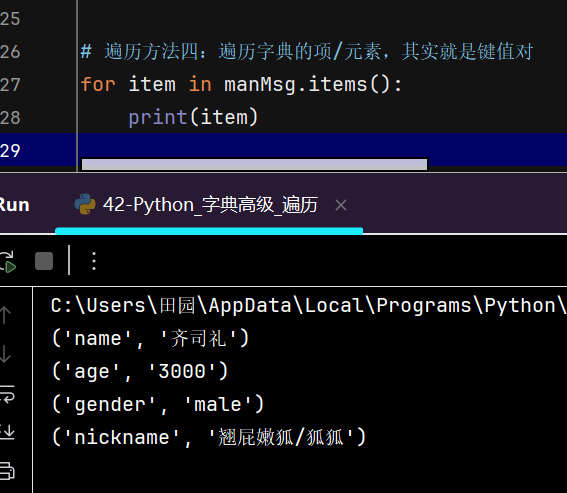 25
26 # 遍历方法四：遍历字典的项/元素，其实就是键值对
27 for item in manMsg.items():
28 print(item)
29
Run 42-Python_字典高级_遍历
C:\Users\田园\AppData\Local\Programs\Python\
('name', '齐司礼')
('age', '3000')
('gender', 'male')
('nickname', '翘屁嫩狐/狐狐')